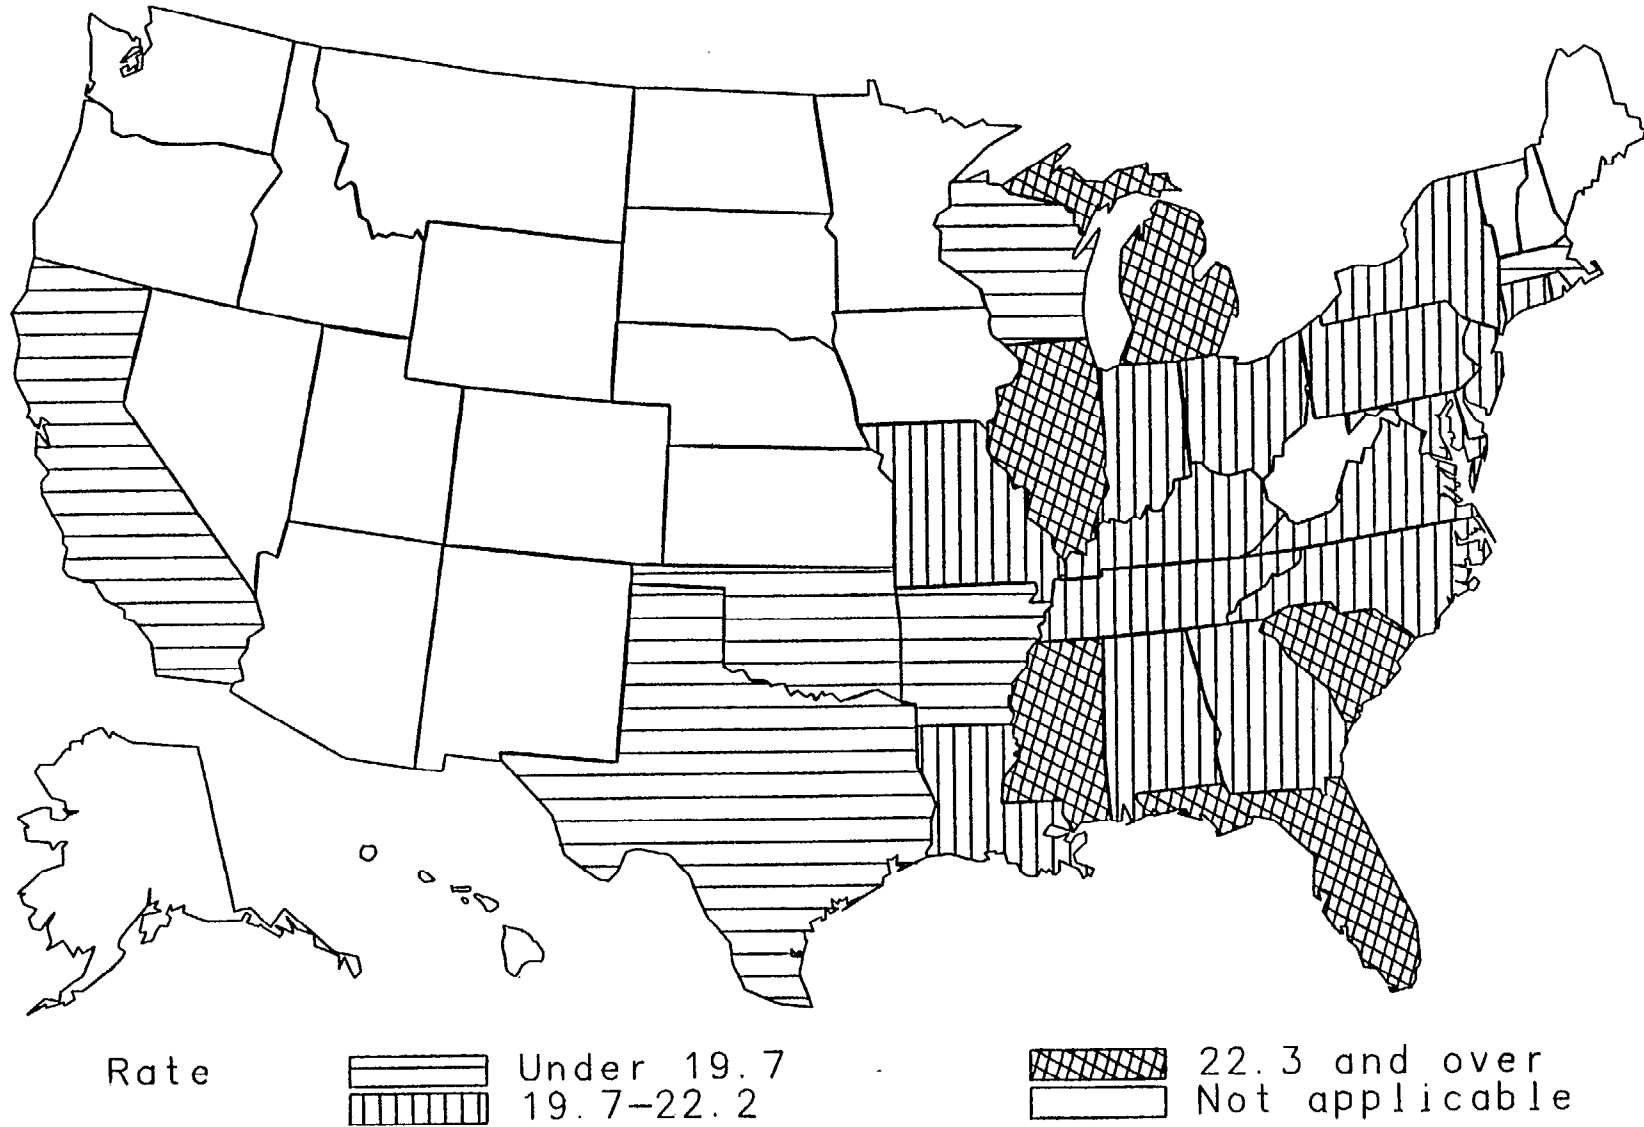 Rate
Under 19.7
19.7-22.2
22.3 and over
Not applicable